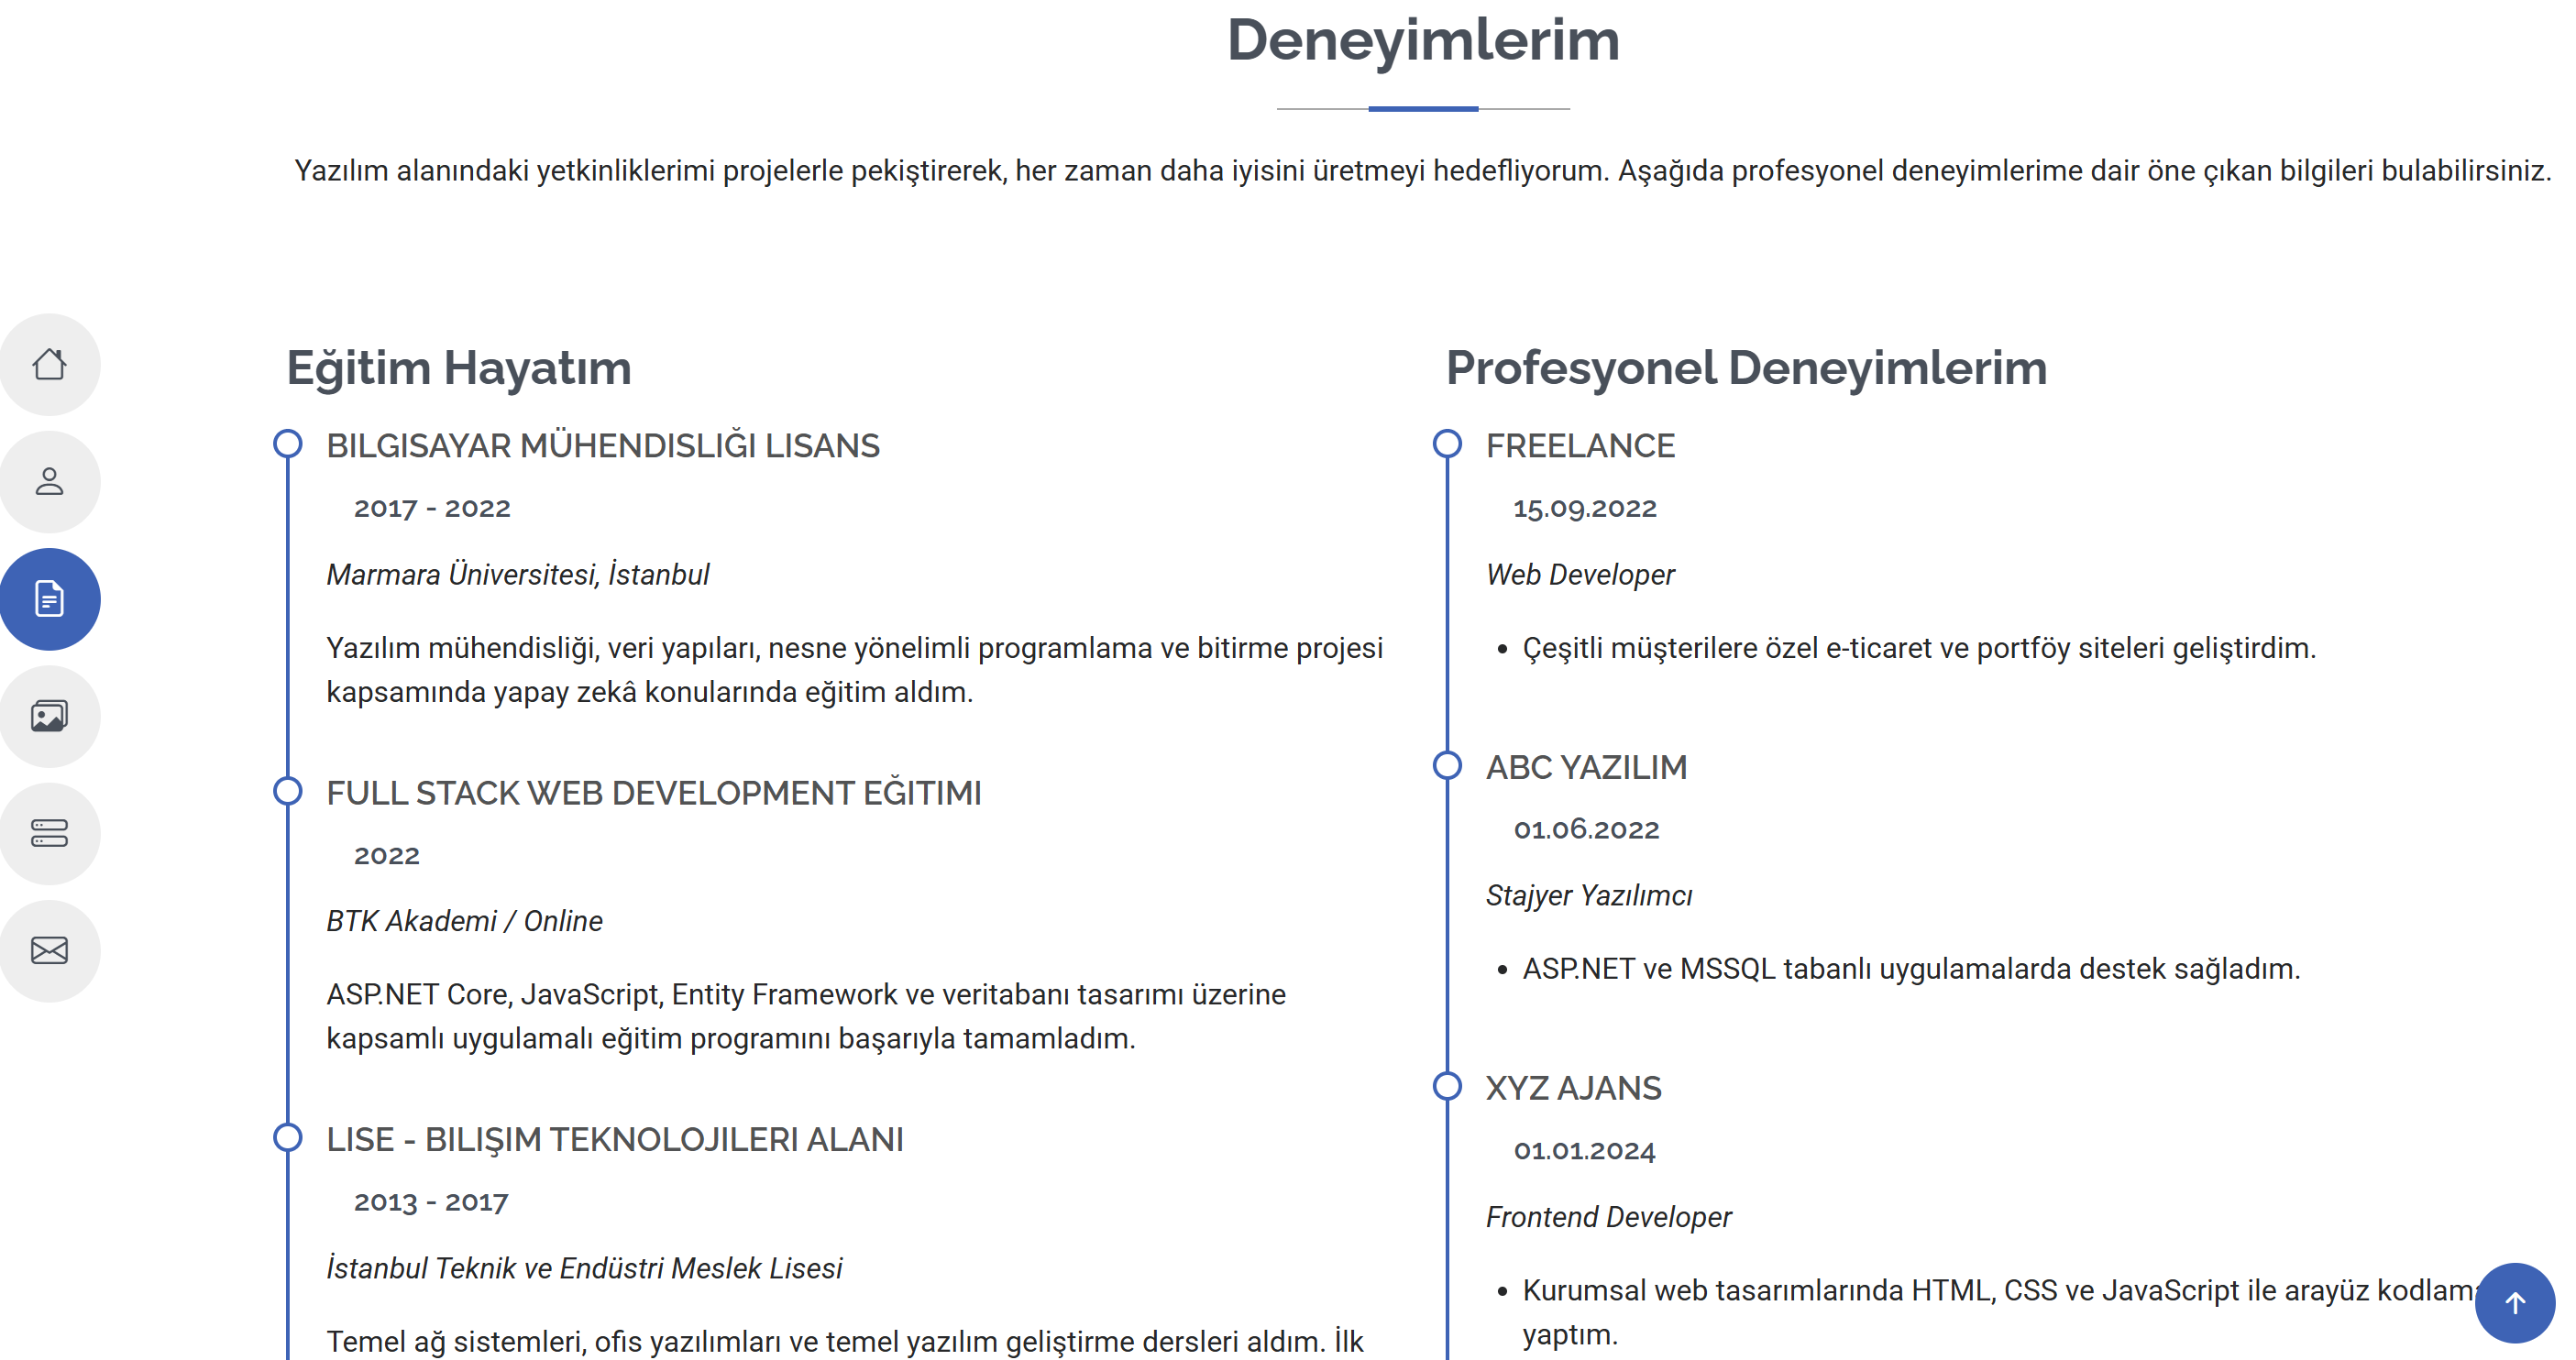 Deneyimlerim
Yazılım alanındaki yetkinliklerimi projelerle pekiştirerek, her zaman daha iyisini üretmeyi hedefliyorum. Aşağıda profesyonel deneyimlerime dair öne çıkan bilgileri bulabilirsiniz.
Eğitim Hayatım
BILGISAYAR MÜHENDISLIĞI LISANS
2017 - 2022
Marmara Üniversitesi, İstanbul
Yazılım mühendisliği, veri yapıları, nesne yönelimli programlama ve bitirme projesi
kapsamında yapay zekâ konularında eğitim aldım.
FULL STACK WEB DEVELOPMENT EĞITIMI
2022
BTK Akademi / Online
ASP.NET Core, JavaScript, Entity Framework ve veritabanı tasarımı üzerine
kapsamlı uygulamalı eğitim programını başarıyla tamamladım.
LISE - BILIŞIM TEKNOLOJILERI ALANI
2013 - 2017
İstanbul Teknik ve Endüstri Meslek Lisesi
Temel ağ sistemleri, ofis yazılımları ve temel yazılım geliştirme dersleri aldım. İlk
Profesyonel Deneyimlerim
FREELANCE
15.09.2022
Web Developer
• Çeşitli müşterilere özel e-ticaret ve portföy siteleri geliştirdim.
ABC YAZILIM
01.06.2022
Stajyer Yazılımcı
• ASP.NET ve MSSQL tabanlı uygulamalarda destek sağladım.
XYZ AJANS
01.01.2024
Frontend Developer
• Kurumsal web tasarımlarında HTML, CSS ve JavaScript ile arayüz kodlama
yaptım.